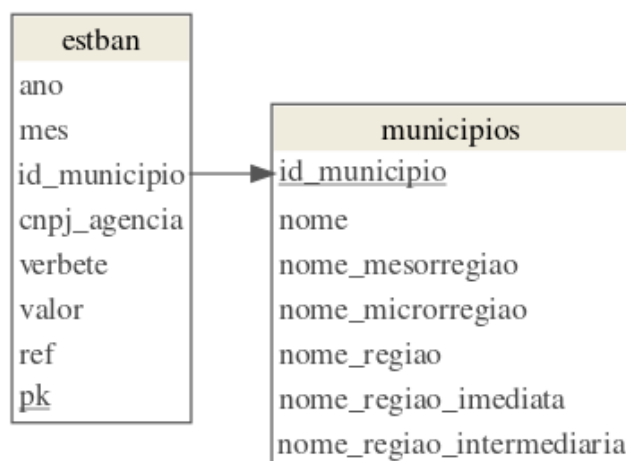 estban
ano
mes
id_municipio
cnpj_agencia
verbete
valor
ref
pk
municipios
id_municipio
nome
nome_mesorregiao
nome_microrregiao
nome_regiao
nome_regiao_imediata
nome_regiao_intermediaria